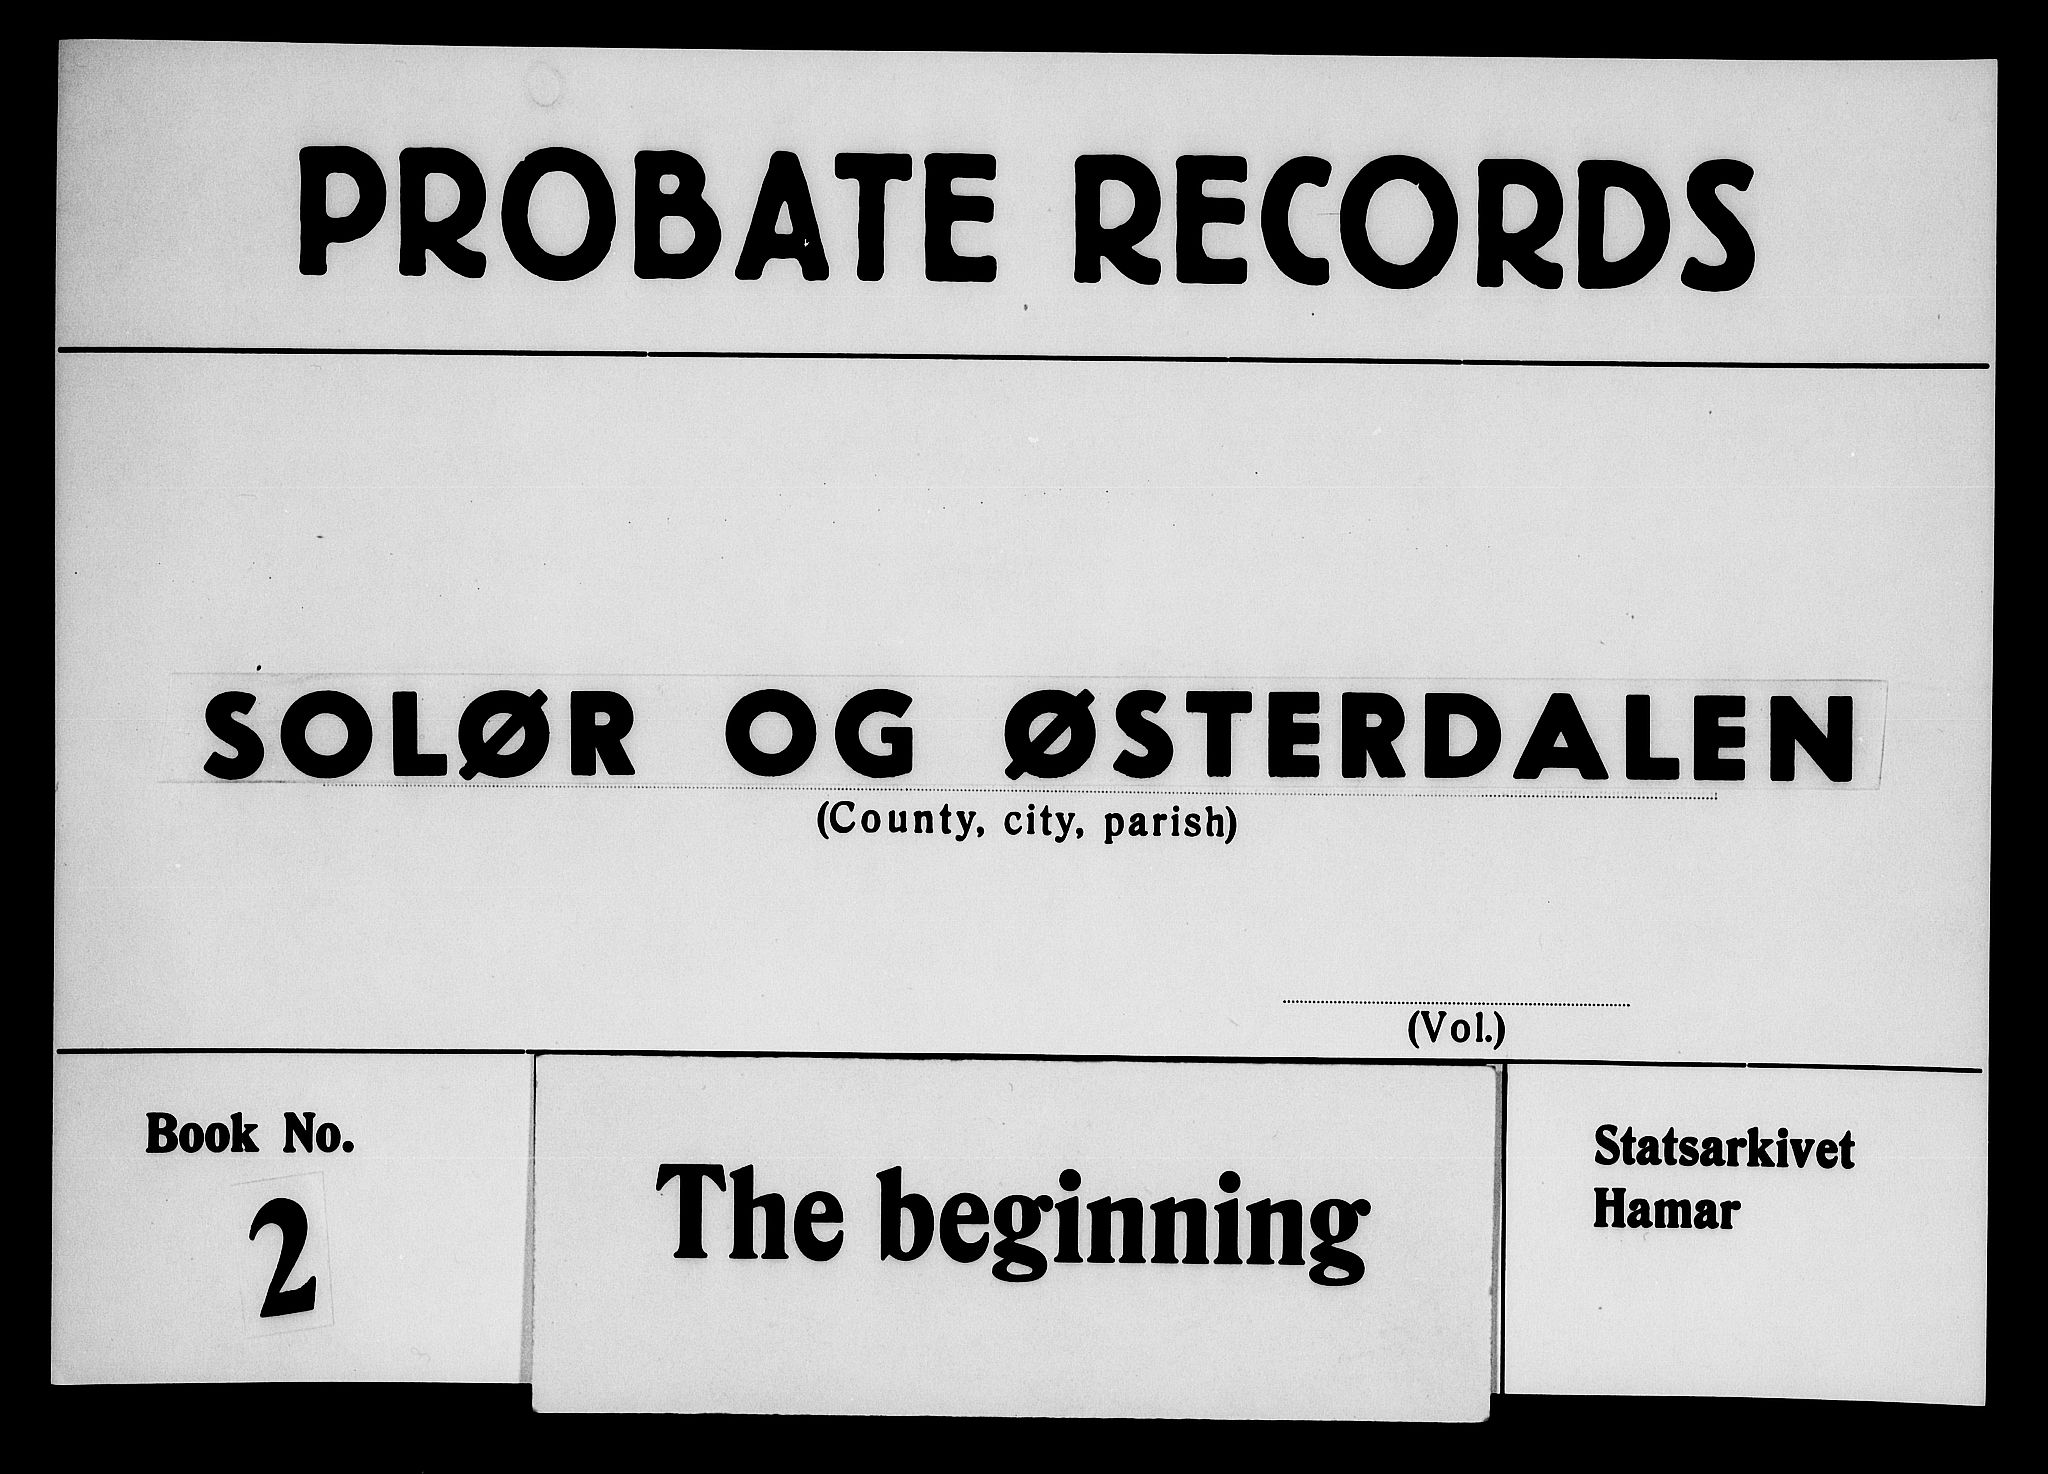 PROBATE RECORDS
SOLØR OG ØSTERDALEN
(County, city, parish)
(Vol.)
Book No.
2
The beginning
Statsarkivet
Hamar